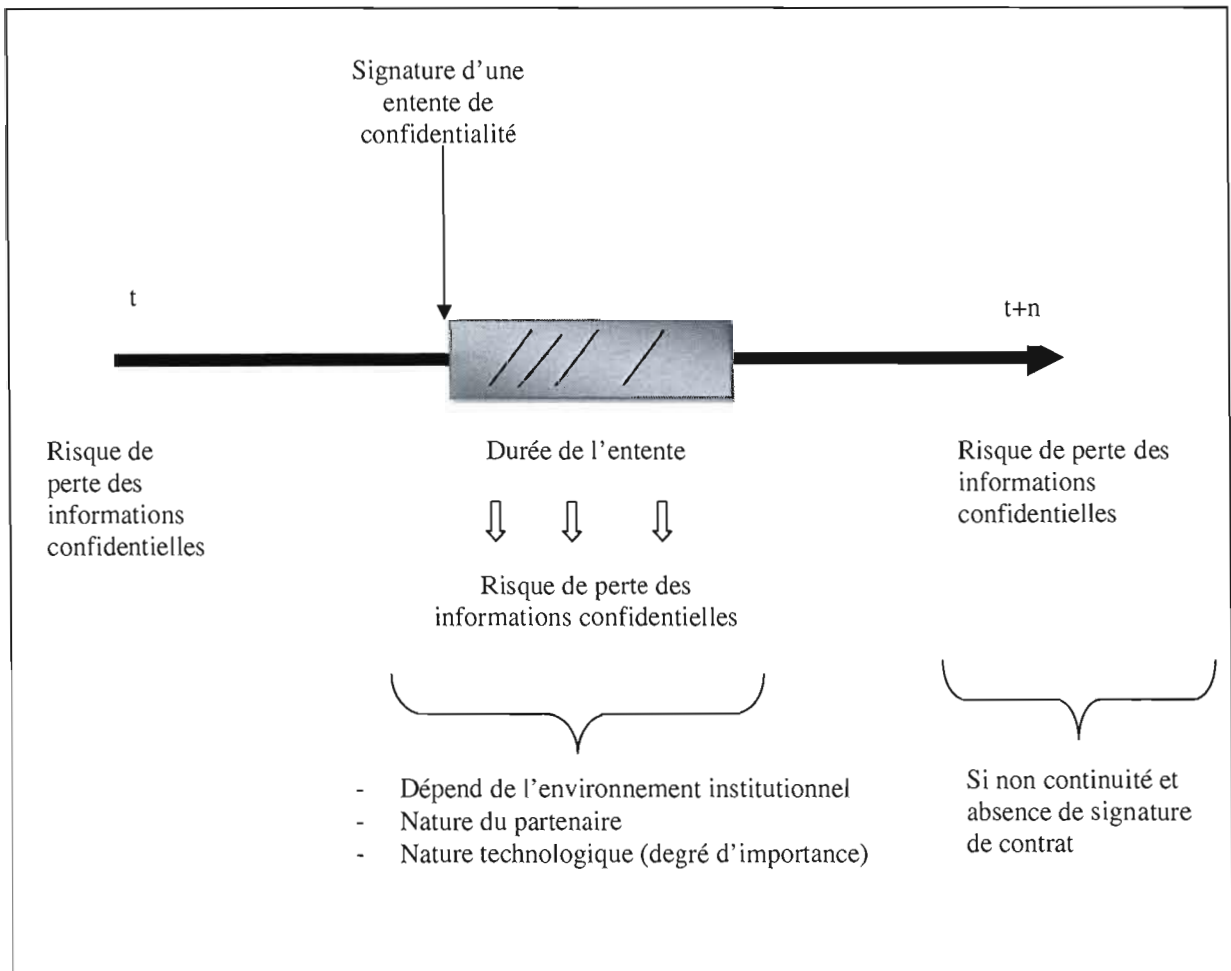 Signature d'une
entente de
confidentialité
t
t+n
Risque de
perte des
informations
confidentielles
Durée de l'entente
Risque de perte des
informations confidentielles
Risque de perte des
informations
confidentielles
- Dépend de l'environnement institutionnel
- Nature du partenaire
- Nature technologique (degré d'importance)
Si non continuité et
absence de signature
de contrat